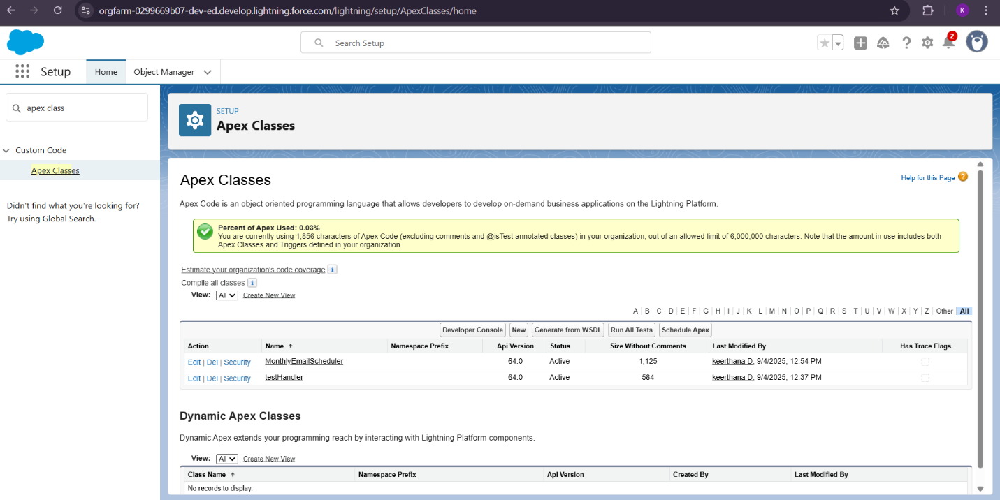 orgfarm-0299669b07-dev-ed.develop.lightning.force.com/lightning/setup/ApexClasses/home
K
Search Setup
2
Setup
Home
Object Manager
apex class
Custom Code
Apex Classes
Didn't find what you're looking for?
Try using Global Search.
SETUP
Apex Classes
Apex Classes
Help for this Page ?
Apex Code is an object oriented programming language that allows developers to develop on-demand business applications on the Lightning Platform.
Percent of Apex Used: 0.03%
You are currently using 1,856 characters of Apex Code (excluding comments and @isTest annotated classes) in your organization, out of an allowed limit of 6,000,000 characters. Note that the amount in use includes both
Apex Classes and Triggers defined in your organization.
Estimate your organization's code coverage i
Compile all classes i
View: All Create New View
A | B | C | D | E | F | G | H | I | J | K | L | M | N | O | P | Q | R | S | T | U | V | W | X | Y | Z | Other | All
Developer Console New Generate from WSDL Run All Tests Schedule Apex
Action Name ↑ Namespace Prefix Api Version Status Size Without Comments Last Modified By Has Trace Flags
Edit | Del | Security MonthlyEmailScheduler 64.0 Active 1,125 keerthana D, 9/4/2025, 12:54 PM
Edit | Del | Security testHandler 64.0 Active 584 keerthana D, 9/4/2025, 12:37 PM
Dynamic Apex Classes
Dynamic Apex extends your programming reach by interacting with Lightning Platform components.
View: All Create New View
Class Name ↑ Namespace Prefix Api Version Created By Last Modified By
No records to display.